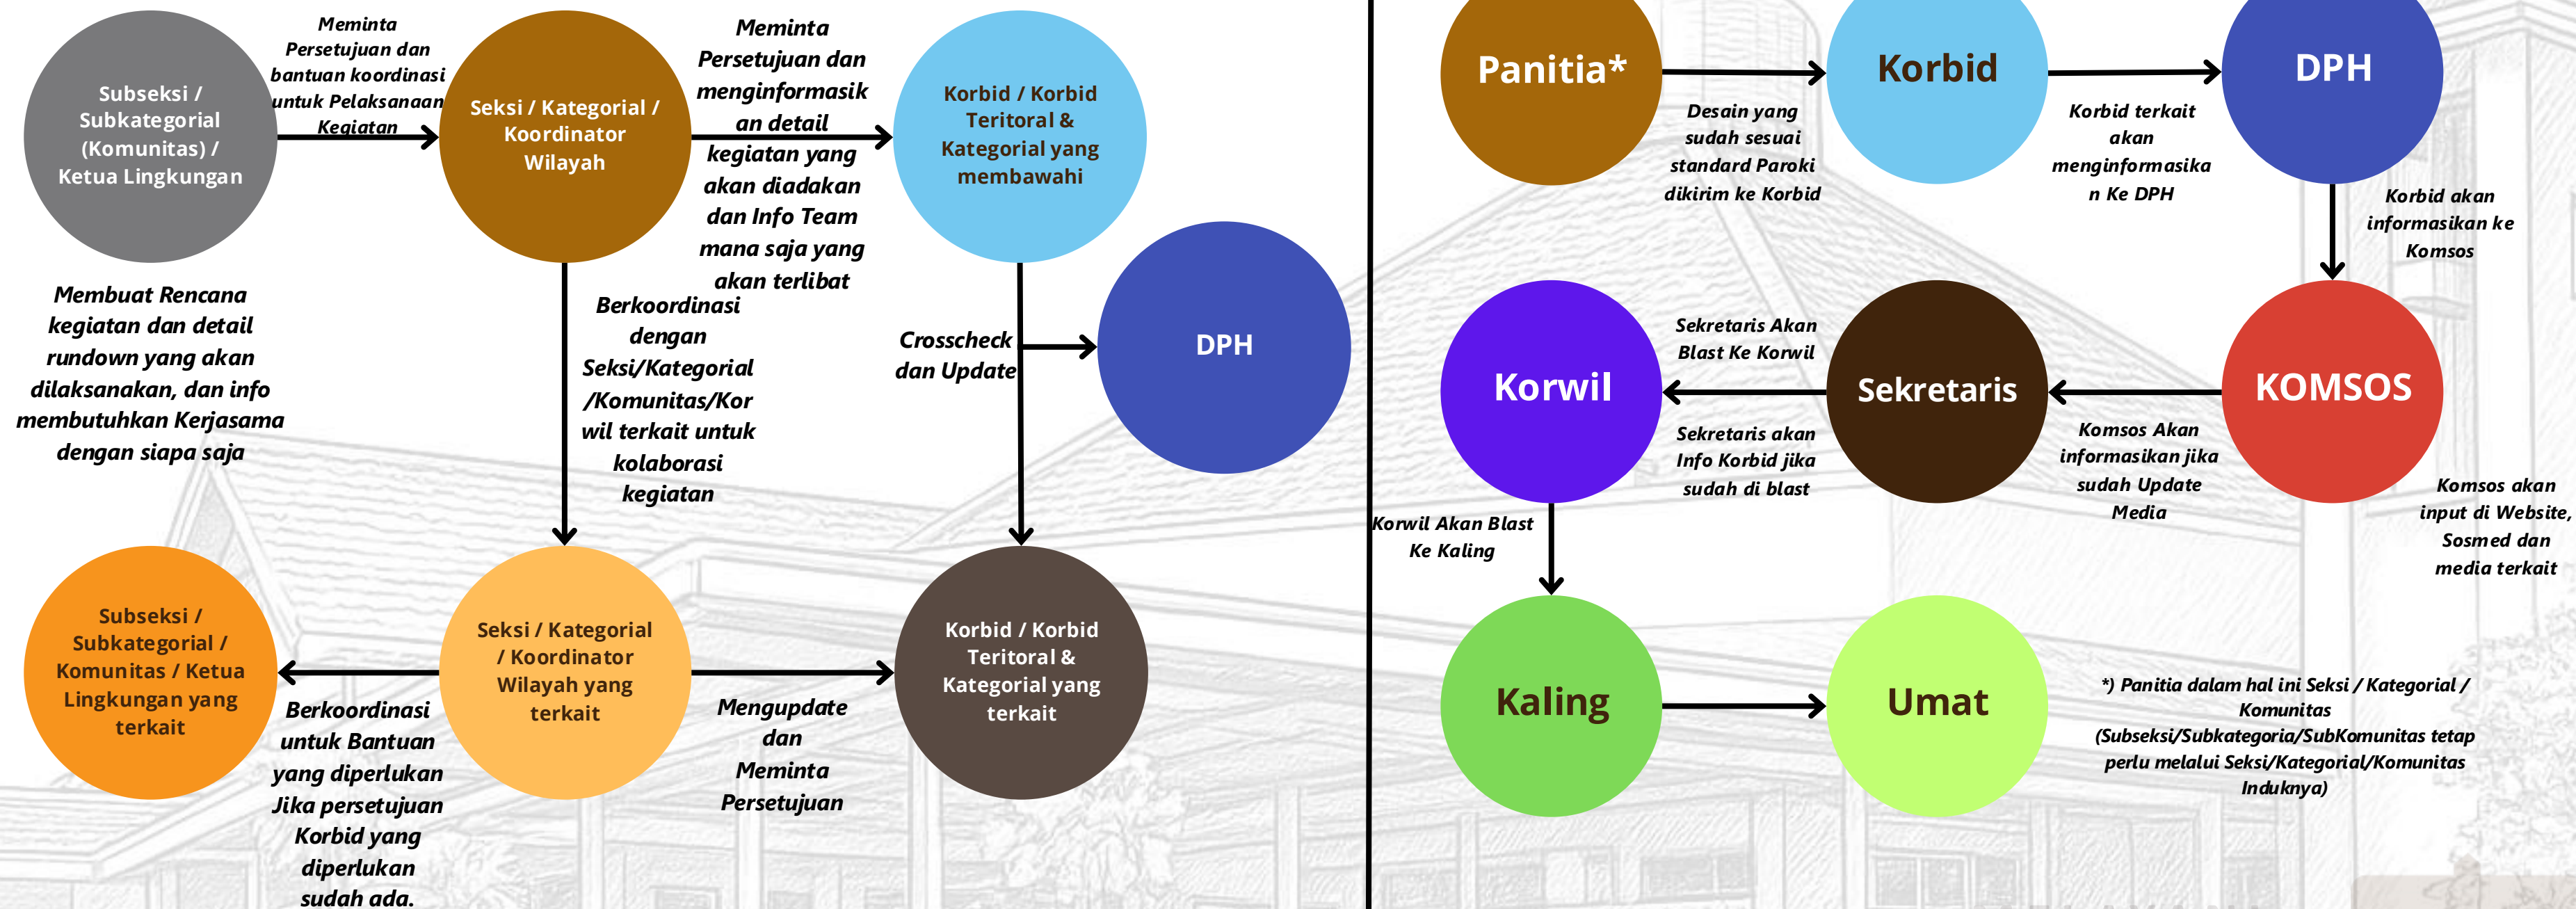 Subseksi /
Subkategorial
(Komunitas) /
Ketua Lingkungan
Meminta
Persetujuan dan
bantuan koordinasi
untuk Pelaksanaan
Kegiatan
Seksi / Kategorial /
Koordinator
Wilayah
Meminta
Persetujuan dan
menginformasik
an detail
kegiatan yang
akan diadakan
dan Info Team
mana saja yang
akan terlibat
Korbid / Korbid
Teritoral &
Kategorial yang
membawahi
Membuat Rencana
kegiatan dan detail
rundown yang akan
dilaksanakan, dan info
membutuhkan Kerjasama
dengan siapa saja
Berkoordinasi
dengan
Seksi/Kategorial
/Komunitas/Kor
wil terkait untuk
kolaborasi
kegiatan
Crosscheck
dan Update
DPH
Subseksi /
Subkategorial /
Komunitas / Ketua
Lingkungan yang
terkait
Berkoordinasi
untuk Bantuan
yang diperlukan
Jika persetujuan
Korbid yang
diperlukan
sudah ada.
Seksi / Kategorial
/ Koordinator
Wilayah yang
terkait
Mengupdate
dan
Meminta
Persetujuan
Korbid / Korbid
Teritoral &
Kategorial yang
terkait
Panitia*
Desain yang
sudah sesuai
standard Paroki
dikirim ke Korbid
Korbid
Korbid terkait
akan
menginformasika
n Ke DPH
DPH
Korbid akan
informasikan ke
Komsos
KOMSOS
Komsos akan
input di Website,
Sosmed dan
media terkait
Komsos Akan
informasikan jika
sudah Update
Media
Sekretaris
Sekretaris Akan
Blast Ke Korwil
Sekretaris akan
Info Korbid jika
sudah di blast
Korwil
Korwil Akan Blast
Ke Kaling
Kaling
Umat
*) Panitia dalam hal ini Seksi / Kategorial /
Komunitas
(Subseksi/Subkategoria/SubKomunitas tetap
perlu melalui Seksi/Kategorial/Komunitas
Induknya)